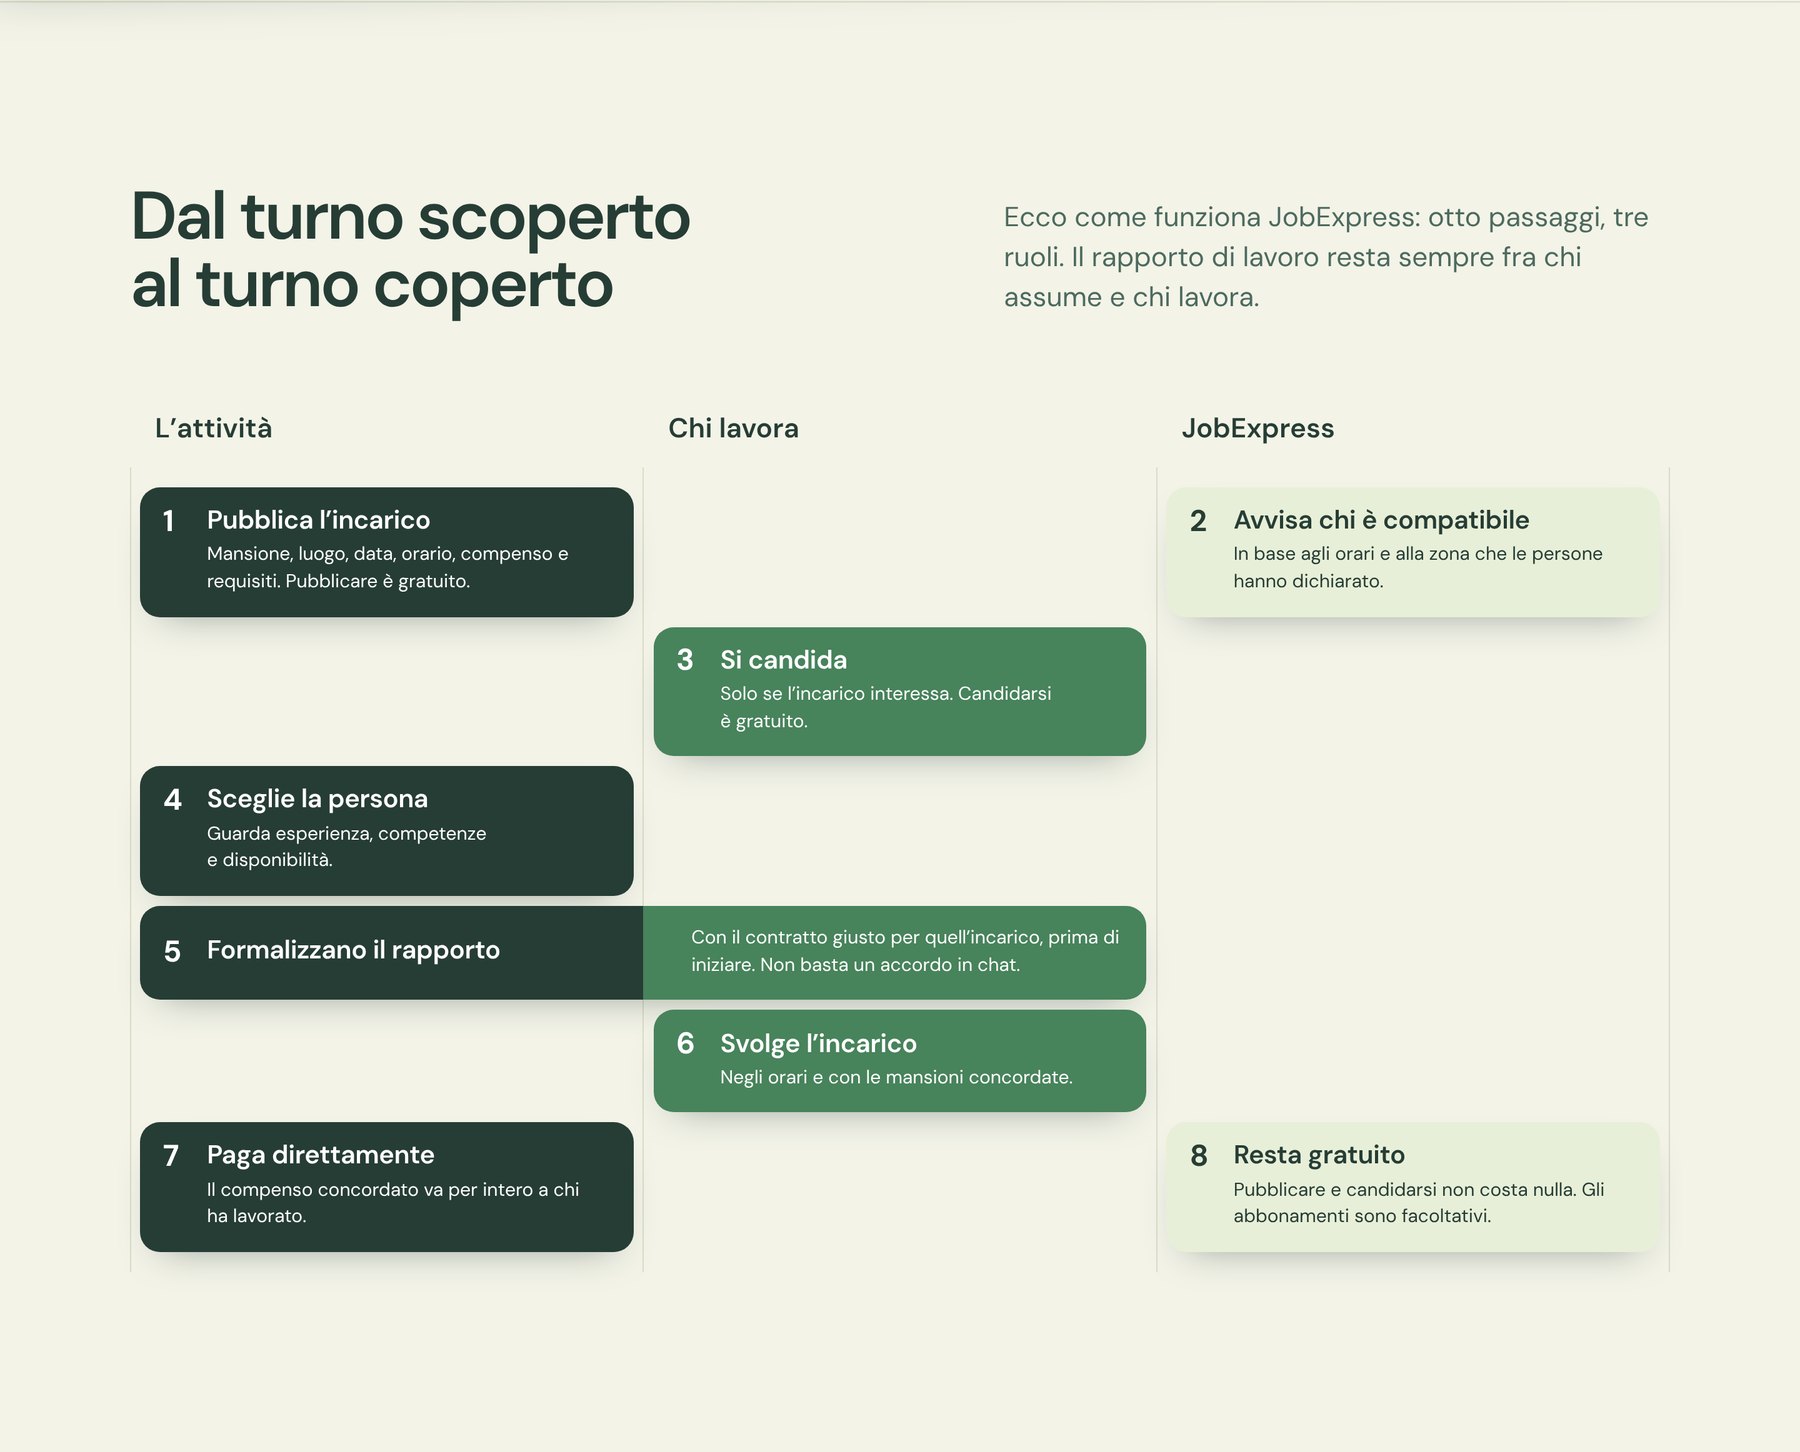 Dal turno scoperto
al turno coperto
Ecco come funziona JobExpress: otto passaggi, tre
ruoli. Il rapporto di lavoro resta sempre fra chi
assume e chi lavora.
L’attività
Chi lavora
JobExpress
1 Pubblica l’incarico
Mansione, luogo, data, orario, compenso e
requisiti. Pubblicare è gratuito.
2 Avvisa chi è compatibile
In base agli orari e alla zona che le persone
hanno dichiarato.
3 Si candida
Solo se l’incarico interessa. Candidarsi
è gratuito.
4 Sceglie la persona
Guarda esperienza, competenze
e disponibilità.
5 Formalizzano il rapporto
Con il contratto giusto per quell’incarico, prima di
iniziare. Non basta un accordo in chat.
6 Svolge l’incarico
Negli orari e con le mansioni concordate.
7 Paga direttamente
Il compenso concordato va per intero a chi
ha lavorato.
8 Resta gratuito
Pubblicare e candidarsi non costa nulla. Gli
abbonamenti sono facoltativi.